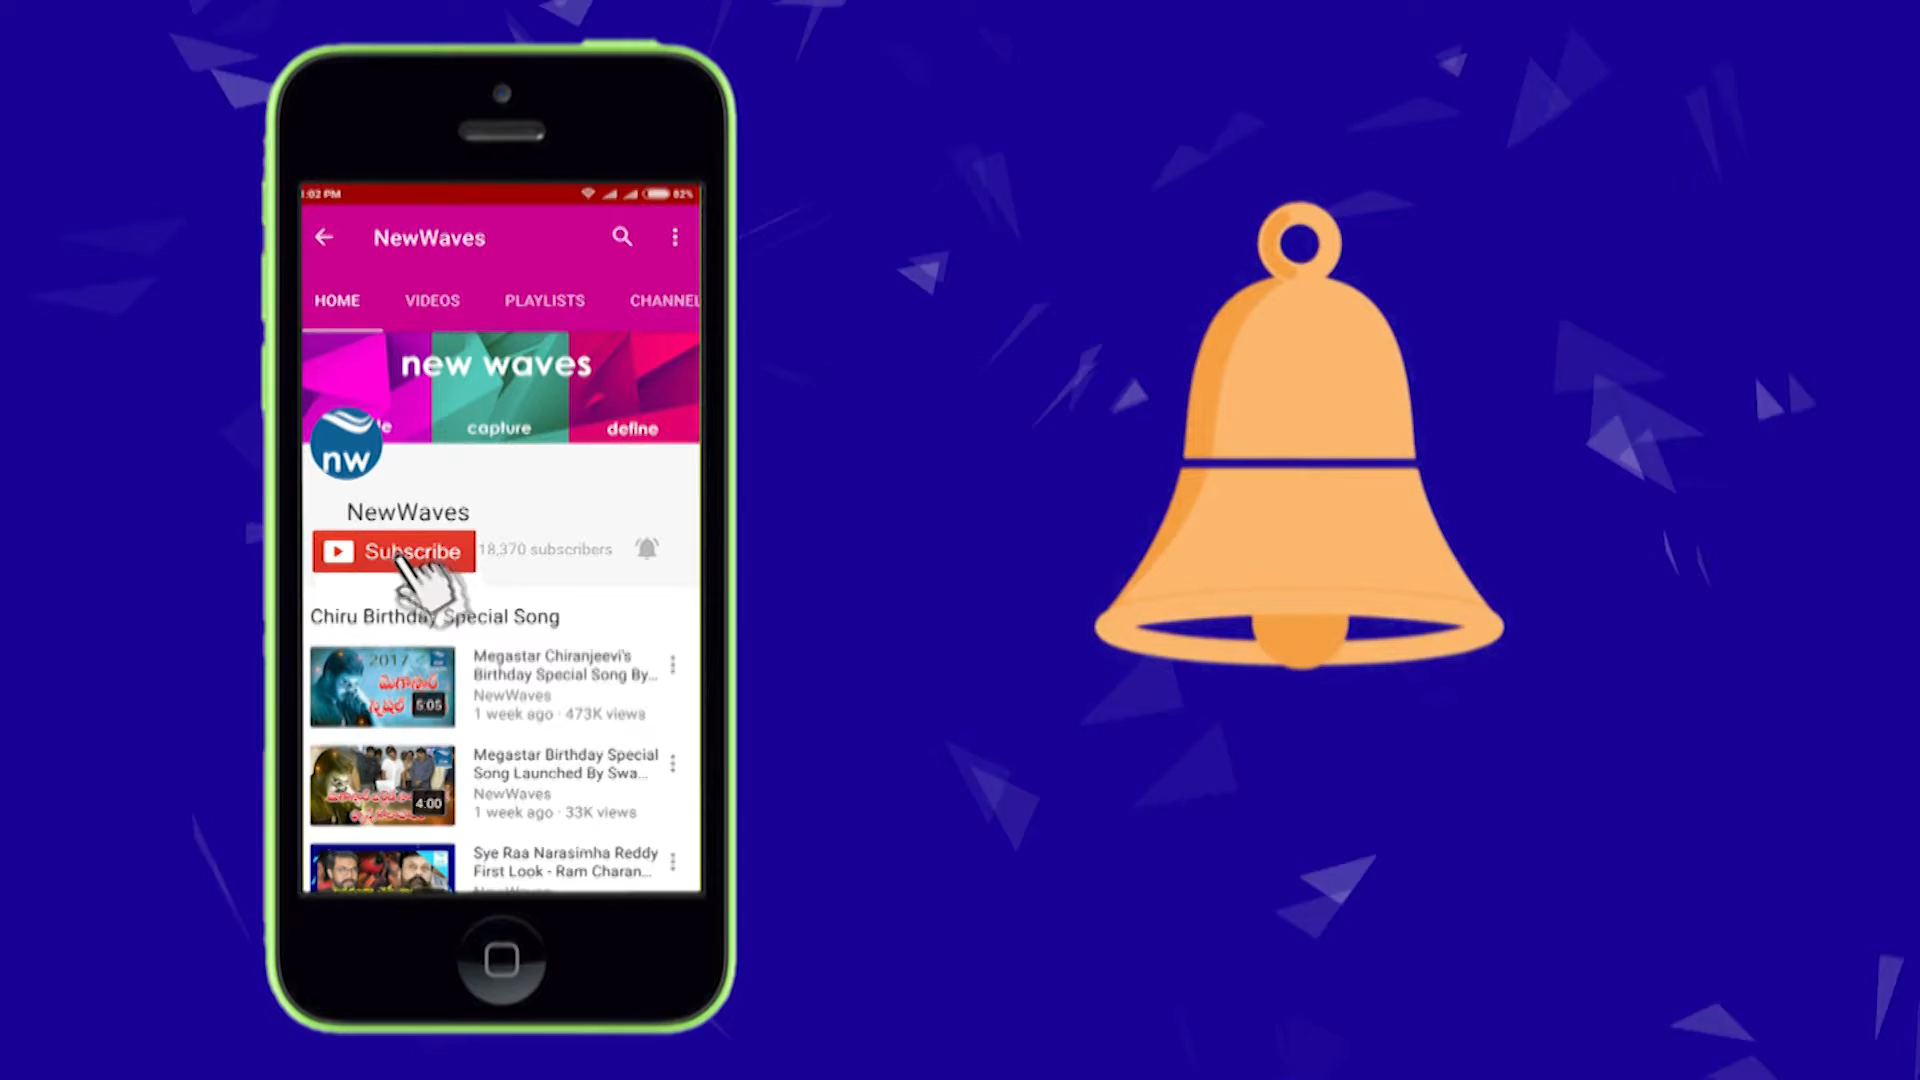 1:02 PM 82%
NewWaves
HOME VIDEOS PLAYLISTS CHANNEL
new waves
capture define
nw
NewWaves
Subscribe 18,370 subscribers
Chiru Birthday Special Song
2017
మెగాస్టార్
స్పెషల్
5:05
Megastar Chiranjeevi's
Birthday Special Song By...
NewWaves
1 week ago · 473K views
4:00
Megastar Birthday Special
Song Launched By Swa...
NewWaves
1 week ago · 33K views
Sye Raa Narasimha Reddy
First Look - Ram Charan...